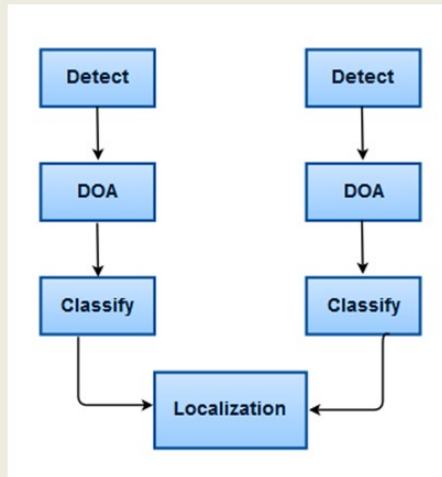 Detect
Detect
DOA
DOA
Classify
Classify
Localization